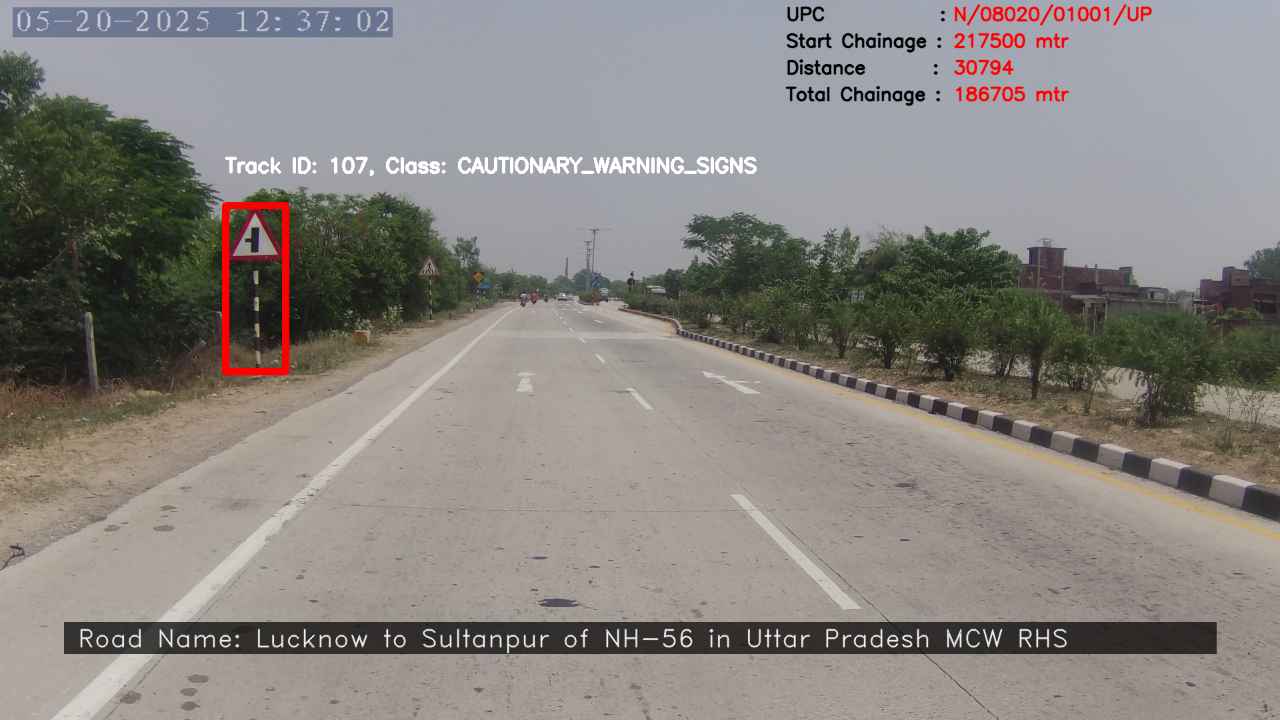 05-20-2025 12:37:02
UPC : N/08020/01001/UP
Start Chainage : 217500 mtr
Distance : 30794
Total Chainage : 186705 mtr
Track ID: 107, Class: CAUTIONARY_WARNING_SIGNS
Road Name: Lucknow to Sultanpur of NH-56 in Uttar Pradesh MCW RHS